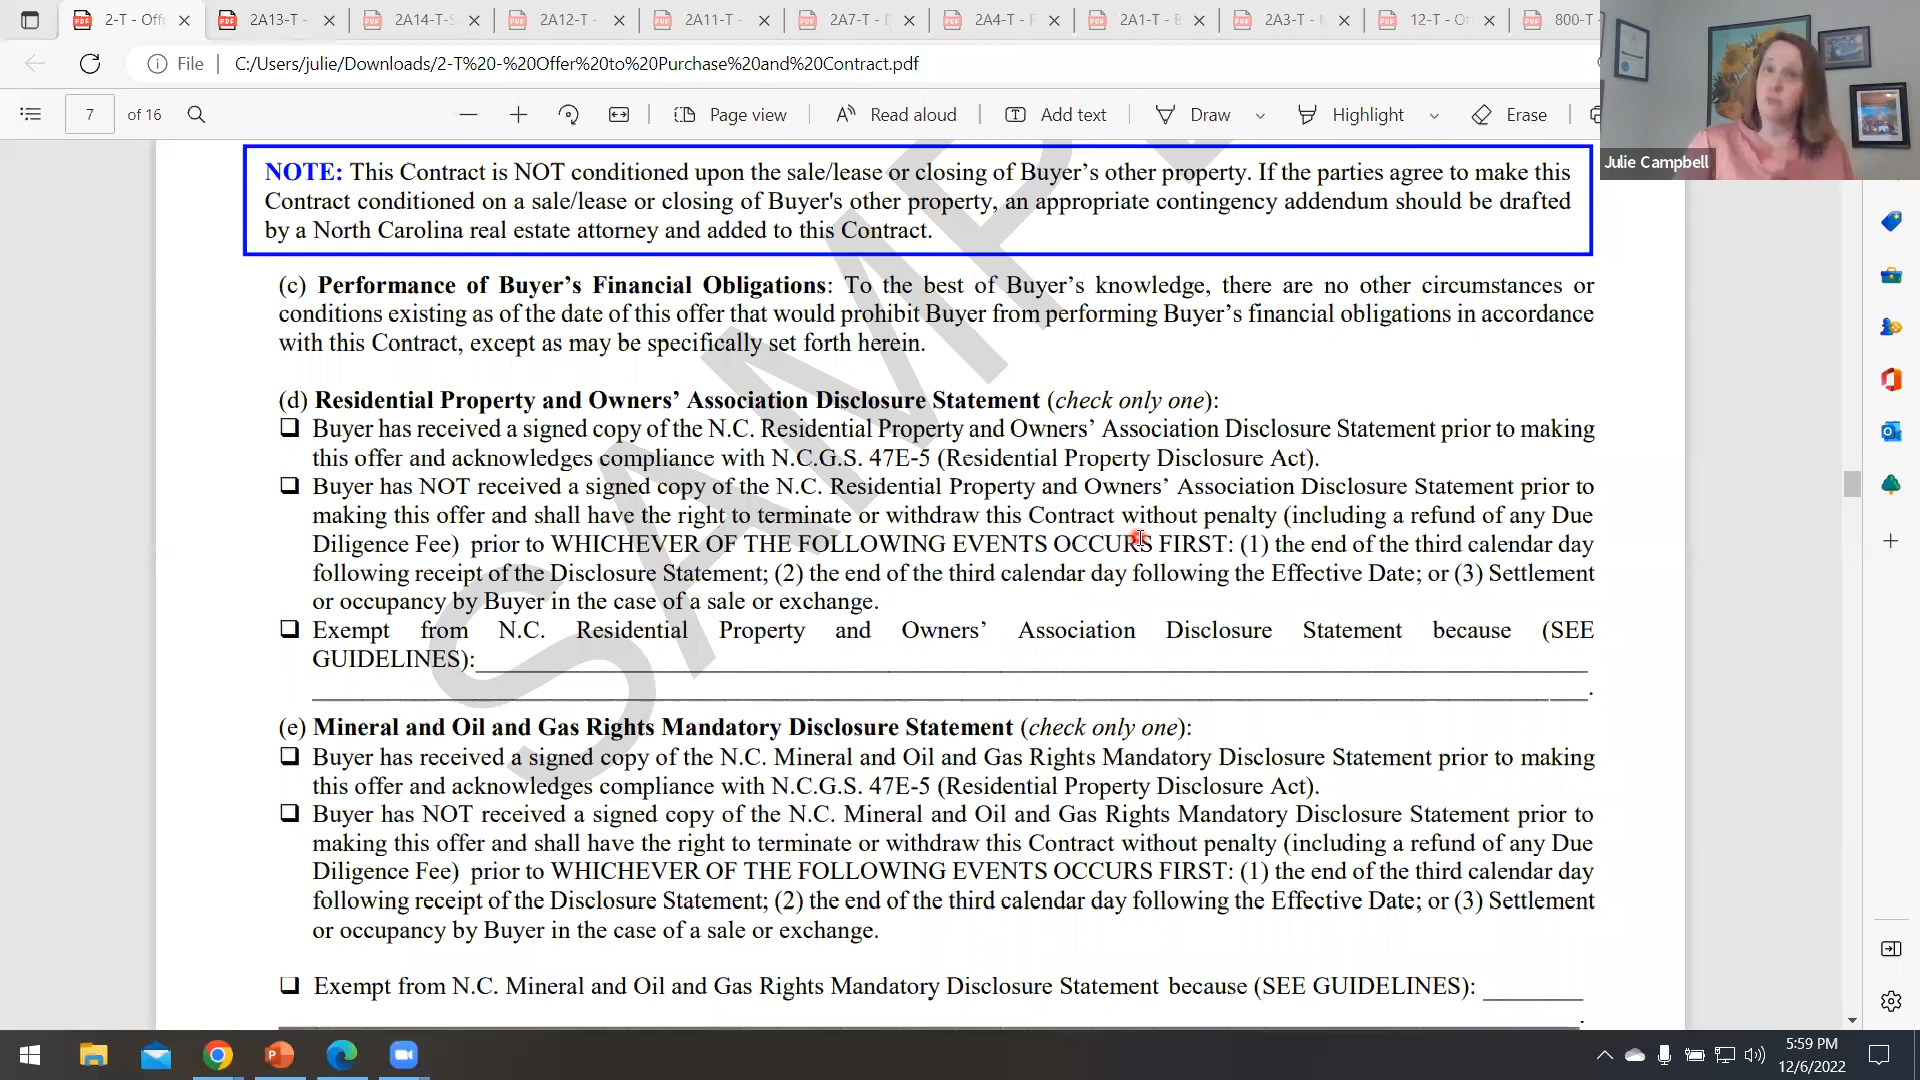 2-T - Off
2A13-T -
2A14-T-S
2A12-T -
2A11-T -
2A7-T - B
2A4-T - F
2A1-T - B
2A3-T -
12-T - O
800-T -
File
C:/Users/julie/Downloads/2-T%20-%20Offer%20to%20Purchase%20and%20Contract.pdf
7 of 16
Page view
Read aloud
Add text
Draw
Highlight
Erase
Julie Campbell
SAMP
NOTE: This Contract is NOT conditioned upon the sale/lease or closing of Buyer’s other property. If the parties agree to make this
Contract conditioned on a sale/lease or closing of Buyer's other property, an appropriate contingency addendum should be drafted
by a North Carolina real estate attorney and added to this Contract.
(c) Performance of Buyer’s Financial Obligations: To the best of Buyer’s knowledge, there are no other circumstances or
conditions existing as of the date of this offer that would prohibit Buyer from performing Buyer’s financial obligations in accordance
with this Contract, except as may be specifically set forth herein.
(d) Residential Property and Owners’ Association Disclosure Statement (check only one):
Buyer has received a signed copy of the N.C. Residential Property and Owners’ Association Disclosure Statement prior to making
this offer and acknowledges compliance with N.C.G.S. 47E-5 (Residential Property Disclosure Act).
Buyer has NOT received a signed copy of the N.C. Residential Property and Owners’ Association Disclosure Statement prior to
making this offer and shall have the right to terminate or withdraw this Contract without penalty (including a refund of any Due
Diligence Fee) prior to WHICHEVER OF THE FOLLOWING EVENTS OCCURS FIRST: (1) the end of the third calendar day
following receipt of the Disclosure Statement; (2) the end of the third calendar day following the Effective Date; or (3) Settlement
or occupancy by Buyer in the case of a sale or exchange.
Exempt from N.C. Residential Property and Owners’ Association Disclosure Statement because (SEE
GUIDELINES):
.
(e) Mineral and Oil and Gas Rights Mandatory Disclosure Statement (check only one):
Buyer has received a signed copy of the N.C. Mineral and Oil and Gas Rights Mandatory Disclosure Statement prior to making
this offer and acknowledges compliance with N.C.G.S. 47E-5 (Residential Property Disclosure Act).
Buyer has NOT received a signed copy of the N.C. Mineral and Oil and Gas Rights Mandatory Disclosure Statement prior to
making this offer and shall have the right to terminate or withdraw this Contract without penalty (including a refund of any Due
Diligence Fee) prior to WHICHEVER OF THE FOLLOWING EVENTS OCCURS FIRST: (1) the end of the third calendar day
following receipt of the Disclosure Statement; (2) the end of the third calendar day following the Effective Date; or (3) Settlement
or occupancy by Buyer in the case of a sale or exchange.
Exempt from N.C. Mineral and Oil and Gas Rights Mandatory Disclosure Statement because (SEE GUIDELINES):
.
5:59 PM
12/6/2022